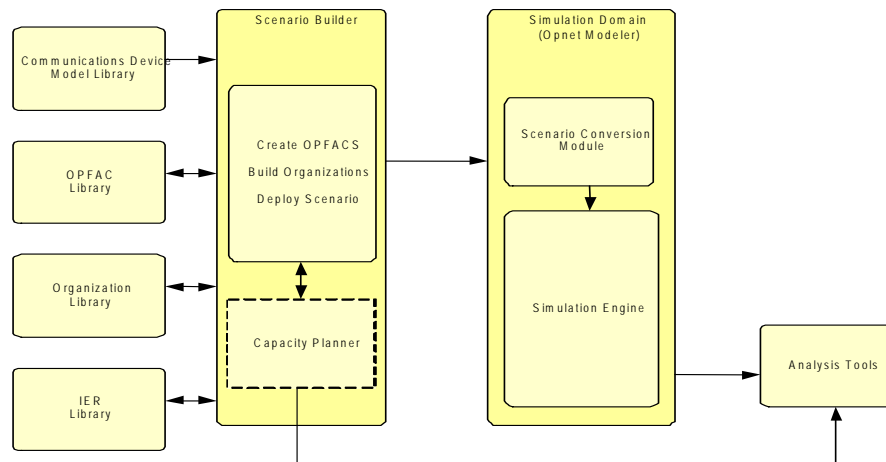 Scenario Builder
Simulation Domain
(Opnet Modeler)
Communications Device
Model Library
OPFAC
Library
Organization
Library
IER
Library
Create OPFACS
Build Organizations
Deploy Scenario
Capacity Planner
Scenario Conversion
Module
Simulation Engine
Analysis Tools